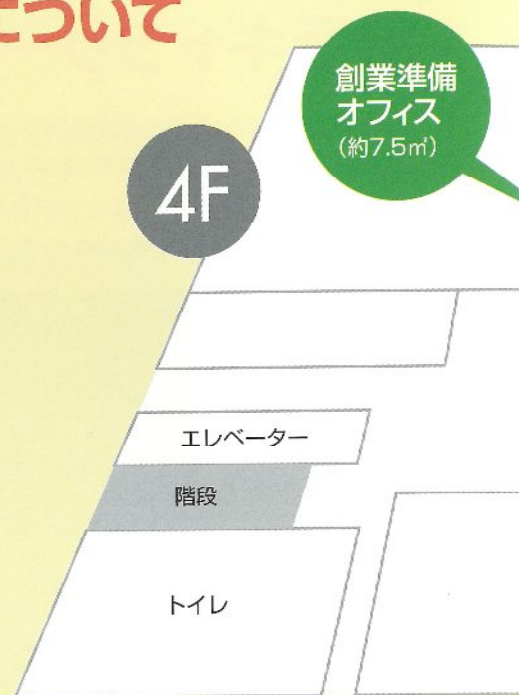 について
創業準備
オフィス
(約7.5㎡)
4F
エレベーター
階段
トイレ